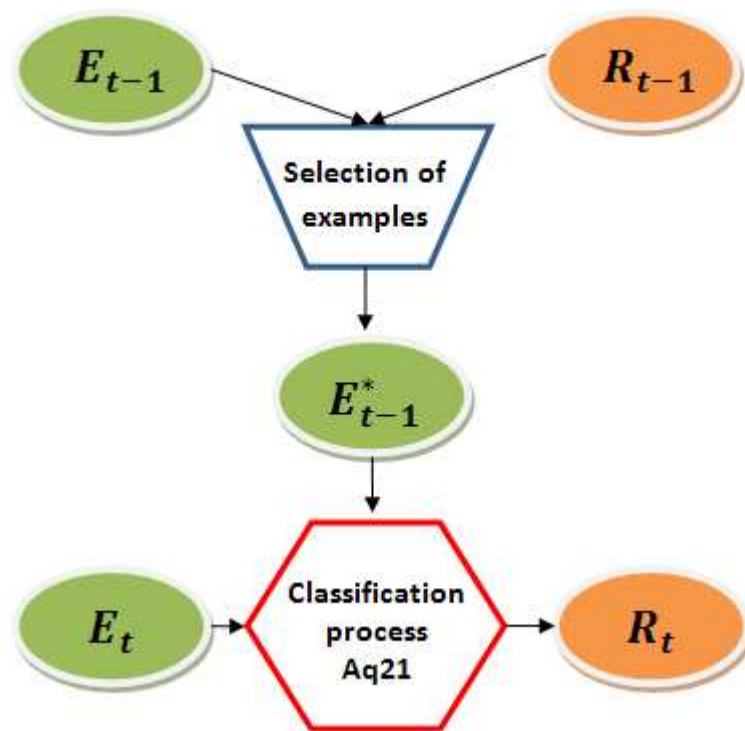 E_{t-1}
R_{t-1}
Selection of
examples
E^*_{t-1}
E_t
Classification
process
Aq21
R_t